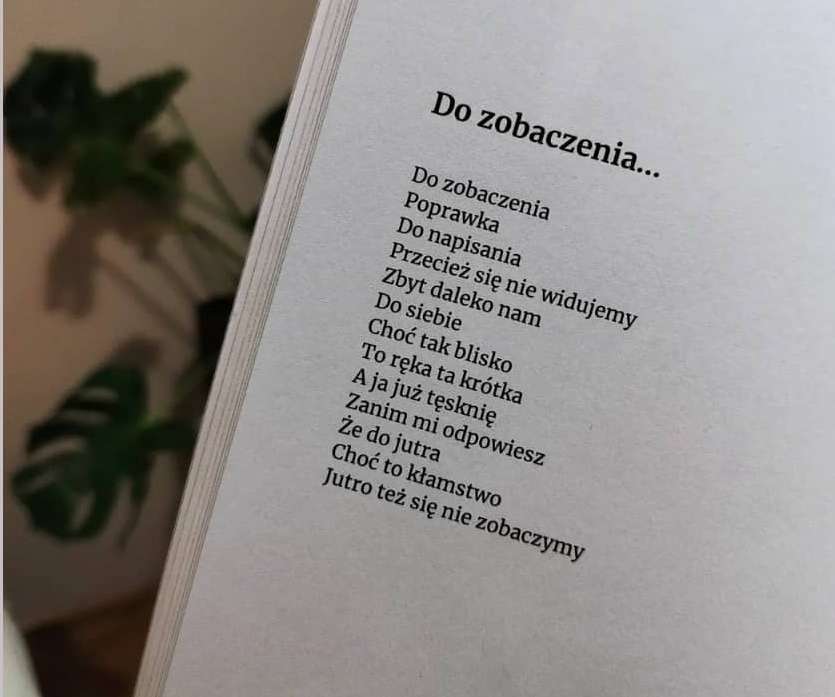 Do zobaczenia...
Do zobaczenia
Poprawka
Do napisania
Przecież się nie widujemy
Zbyt daleko nam
Do siebie
Choć tak blisko
To ręka ta krótka
A ja już tęsknię
Zanim mi odpowiesz
Że do jutra
Choć to kłamstwo
Jutro też się nie zobaczymy